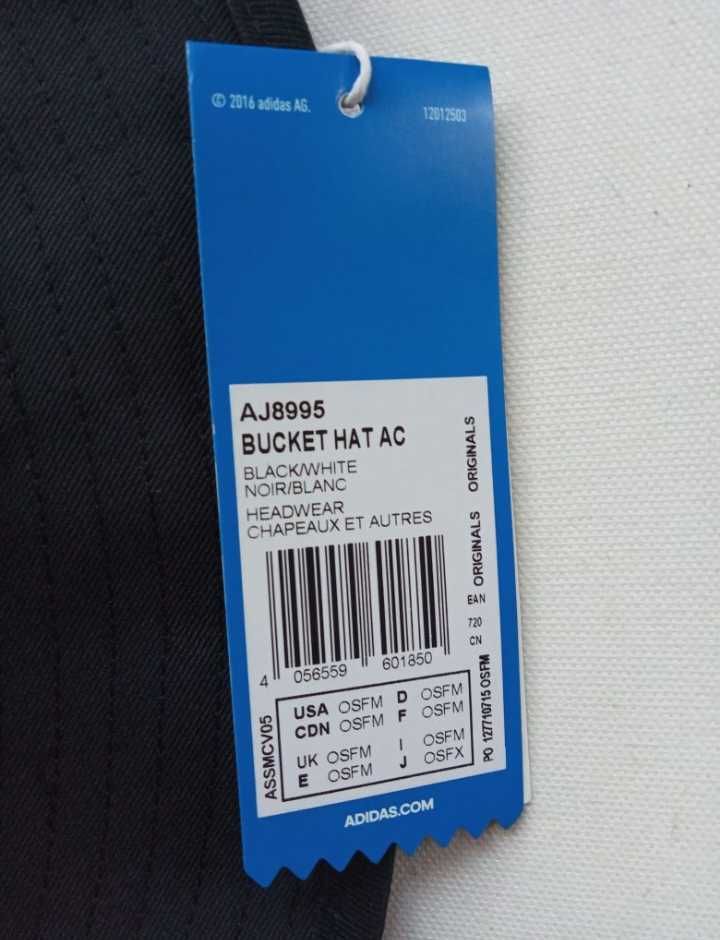 © 2016 adidas AG.
12012503
AJ8995
BUCKET HAT AC
BLACK/WHITE
NOIR/BLANC
HEADWEAR
CHAPEAUX ET AUTRES
ORIGINALS
ORIGINALS
EAN
720
CN
4 056559 601850
PO 127710715 OSFM
ASSMCV05
USA OSFM D OSFM
CDN OSFM F OSFM
UK OSFM I OSFM
E OSFM J OSFX
ADIDAS.COM